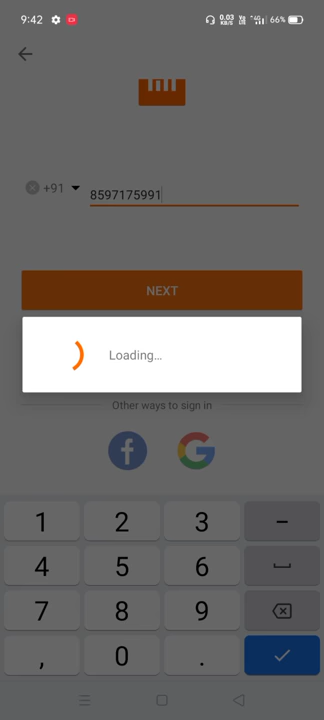 9:42
0.03 KB/S
66%
+91
8597175991
NEXT
Loading...
Other ways to sign in
1 2 3 –
4 5 6
7 8 9
, 0 .